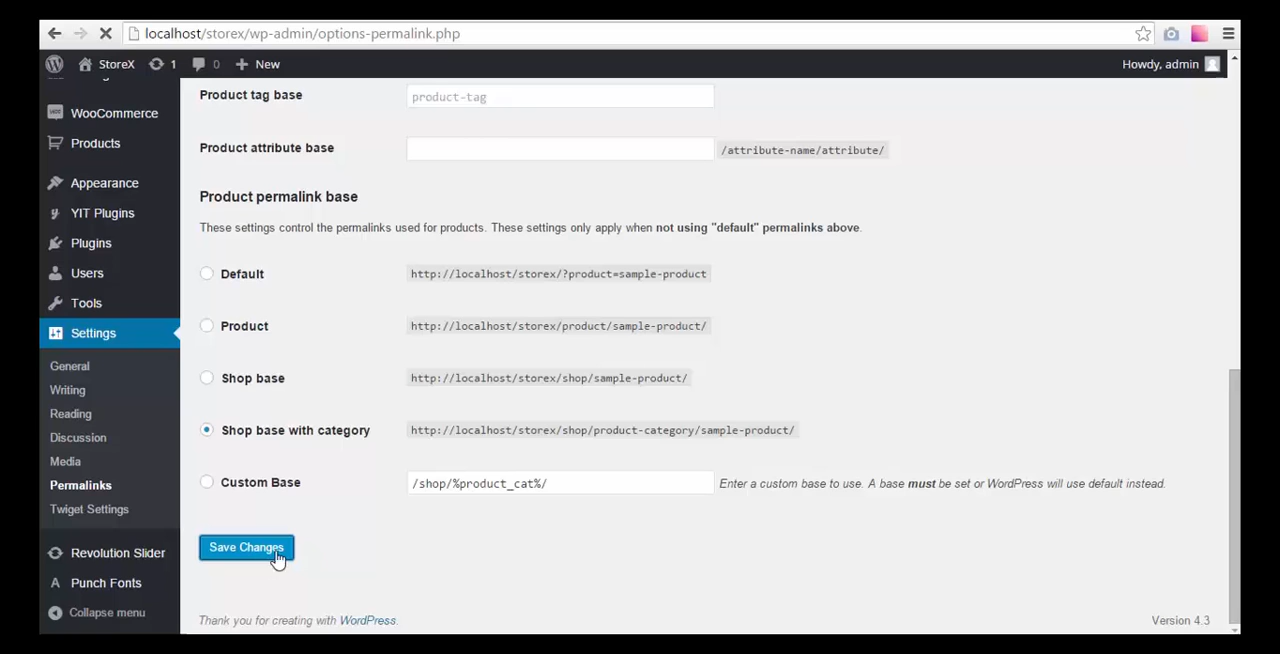 localhost/storex/wp-admin/options-permalink.php
StoreX 1 0 New Howdy, admin
WooCommerce
Products
Appearance
YIT Plugins
Plugins
Users
Tools
Settings
General
Writing
Reading
Discussion
Media
Permalinks
Twiget Settings
Revolution Slider
Punch Fonts
Collapse menu
Product tag base product-tag
Product attribute base /attribute-name/attribute/
Product permalink base
These settings control the permalinks used for products. These settings only apply when not using "default" permalinks above.
Default http://localhost/storex/?product=sample-product
Product http://localhost/storex/product/sample-product/
Shop base http://localhost/storex/shop/sample-product/
Shop base with category http://localhost/storex/shop/product-category/sample-product/
Custom Base /shop/%product_cat%/ Enter a custom base to use. A base must be set or WordPress will use default instead.
Save Changes
Thank you for creating with WordPress. Version 4.3